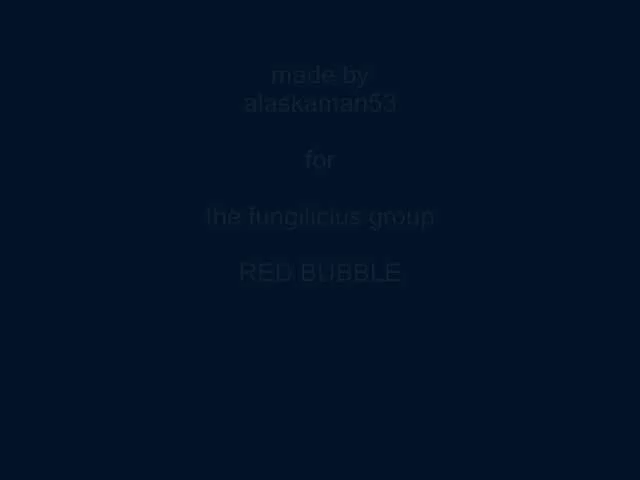 made by
alaskaman53
for
the fungilicius group
RED BUBBLE